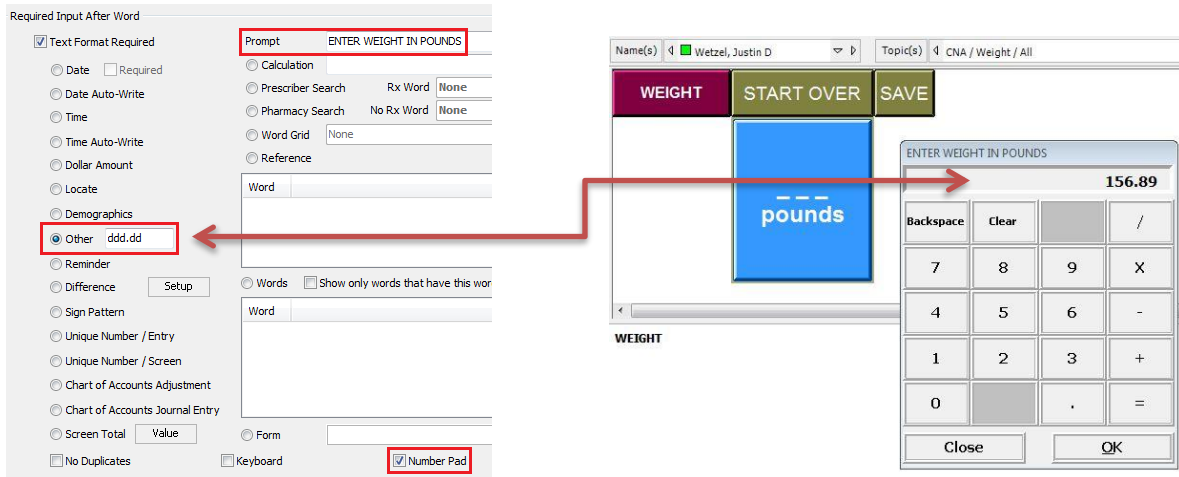 Required Input After Word
Text Format Required
Date Required
Date Auto-Write
Time
Time Auto-Write
Dollar Amount
Locate
Demographics
Other ddd.dd
Reminder
Difference Setup
Sign Pattern
Unique Number / Entry
Unique Number / Screen
Chart of Accounts Adjustment
Chart of Accounts Journal Entry
Screen Total Value
No Duplicates Keyboard Number Pad
Prompt ENTER WEIGHT IN POUNDS
Calculation
Prescriber Search Rx Word None
Pharmacy Search No Rx Word None
Word Grid None
Reference
Word
Words Show only words that have this wor
Word
Form
Name(s) Wetzel, Justin D Topic(s) CNA / Weight / All
WEIGHT START OVER SAVE
_ _ _
pounds
WEIGHT
ENTER WEIGHT IN POUNDS
156.89
Backspace Clear /
7 8 9 X
4 5 6 -
1 2 3 +
0 . =
Close OK